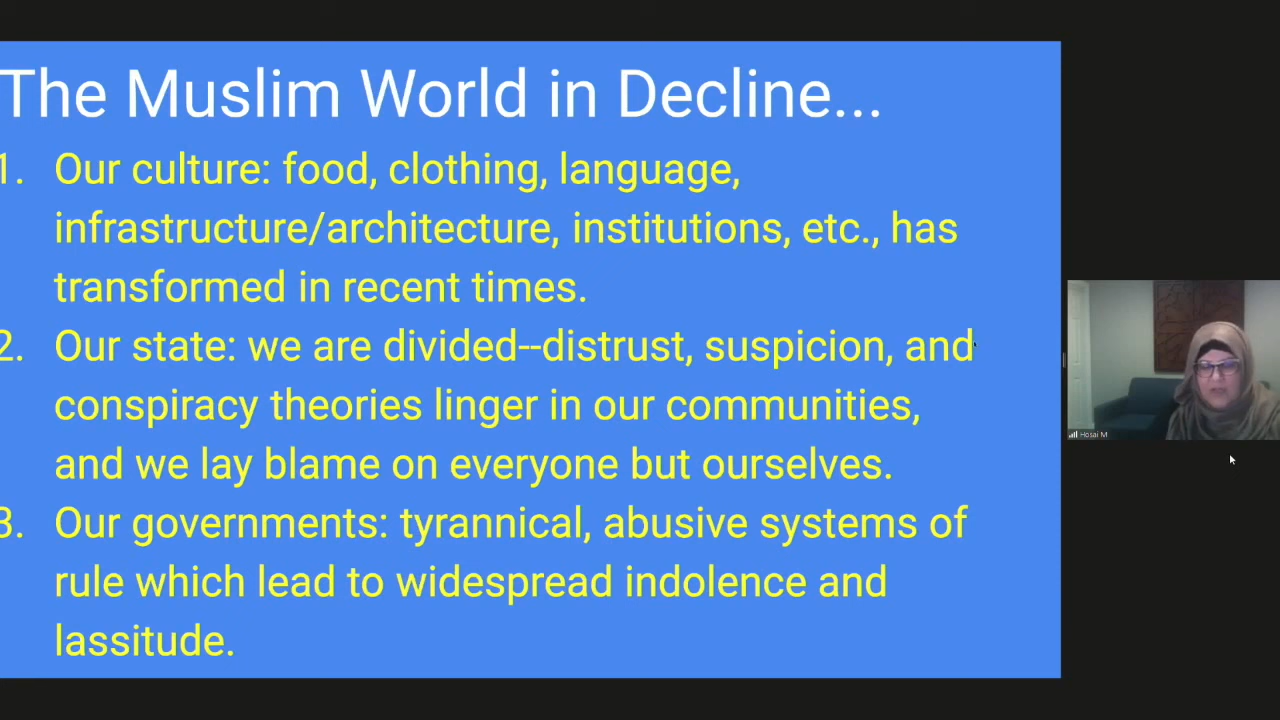 The Muslim World in Decline...
1. Our culture: food, clothing, language,
infrastructure/architecture, institutions, etc., has
transformed in recent times.
2. Our state: we are divided--distrust, suspicion, and
conspiracy theories linger in our communities,
and we lay blame on everyone but ourselves.
3. Our governments: tyrannical, abusive systems of
rule which lead to widespread indolence and
lassitude.
Hosai M